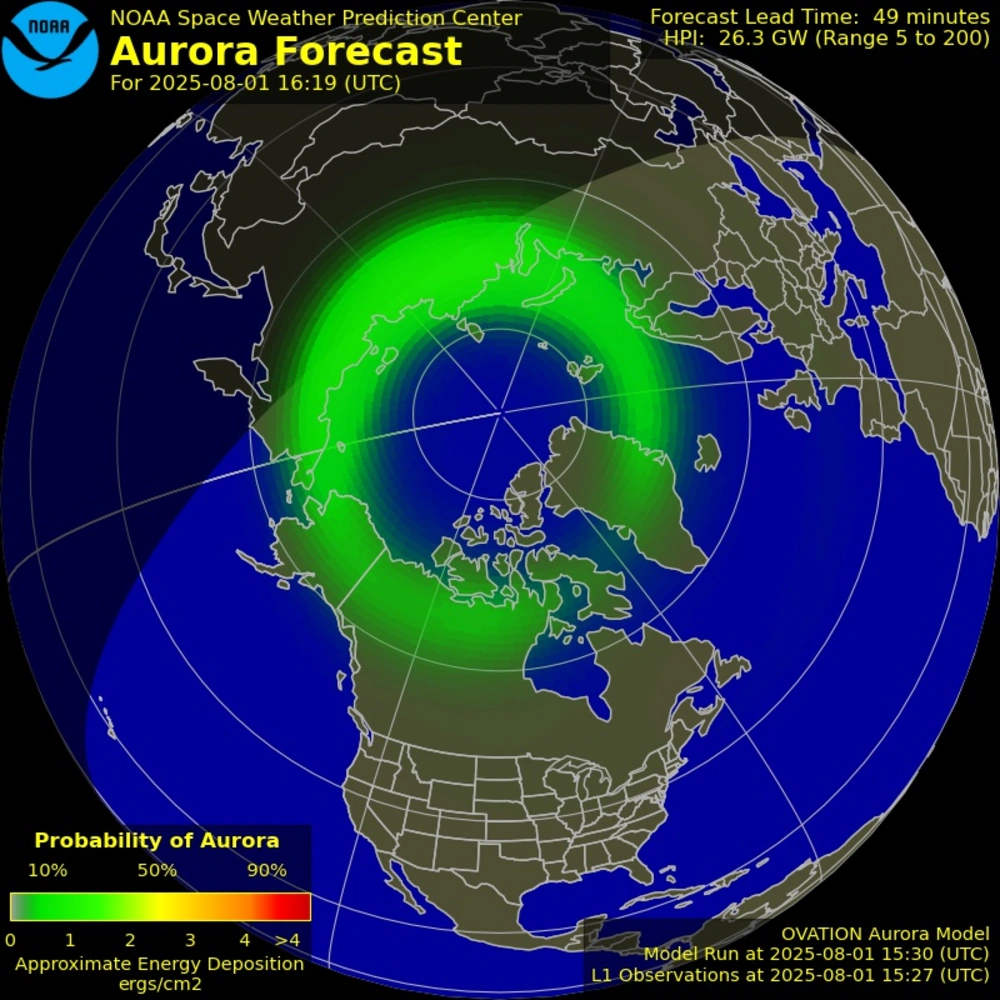 NOAA
NOAA Space Weather Prediction Center
Aurora Forecast
For 2025-08-01 16:19 (UTC)
Forecast Lead Time: 49 minutes
HPI: 26.3 GW (Range 5 to 200)
Probability of Aurora
10% 50% 90%
0 1 2 3 4 >4
Approximate Energy Deposition
ergs/cm2
OVATION Aurora Model
Model Run at 2025-08-01 15:30 (UTC)
L1 Observations at 2025-08-01 15:27 (UTC)